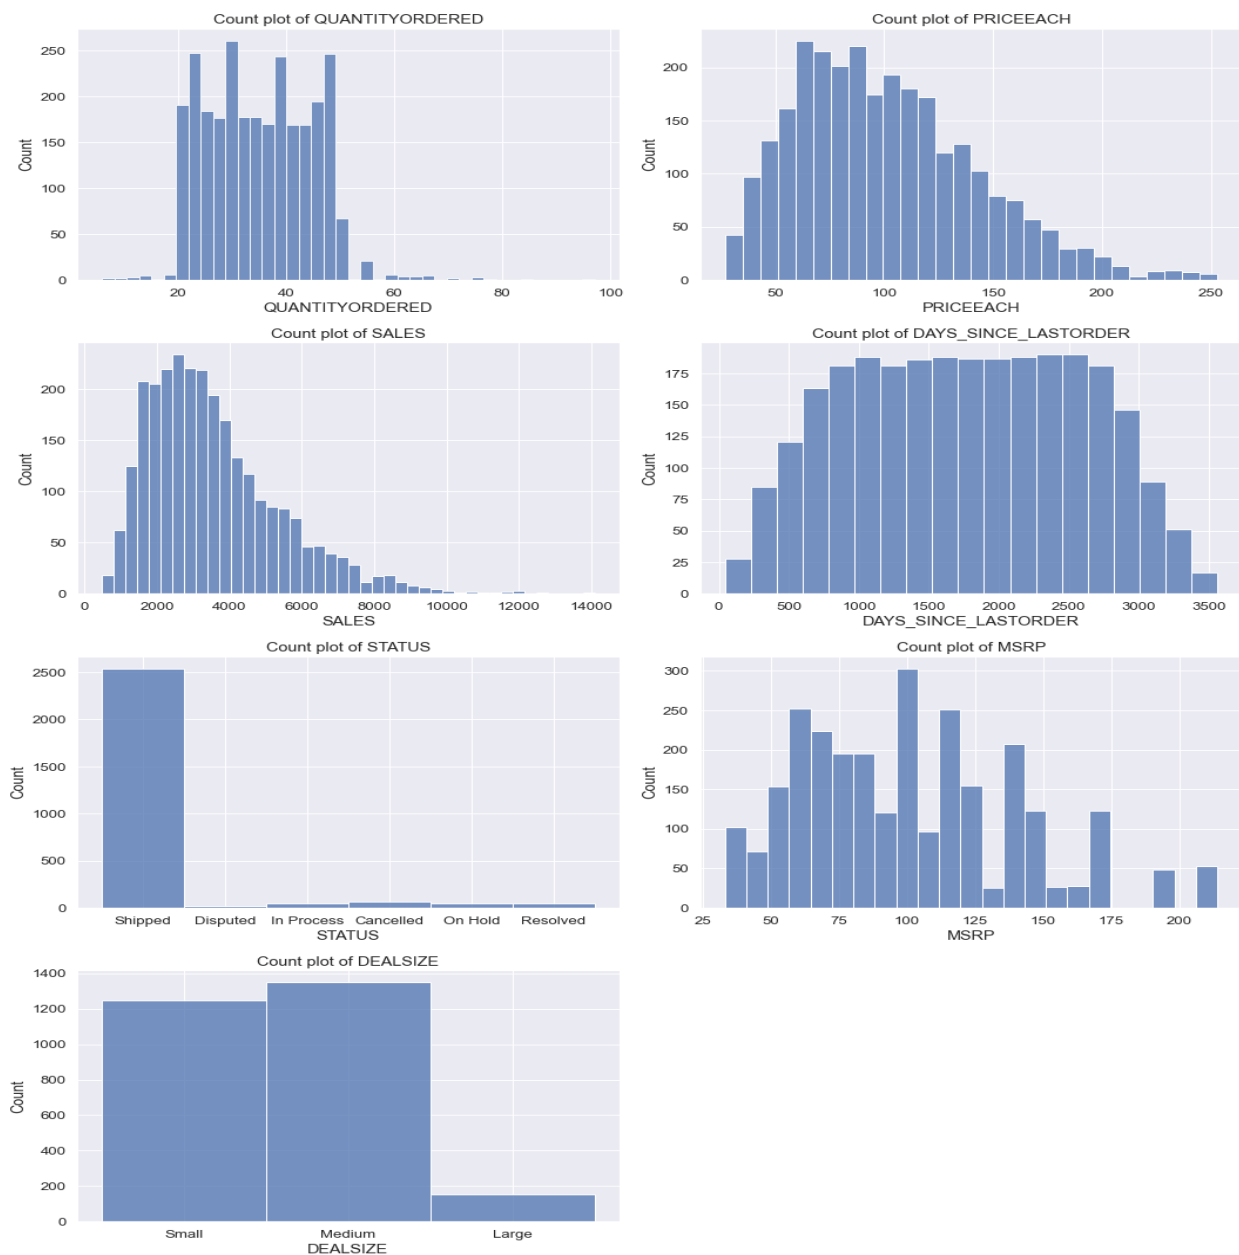 Count plot of QUANTITYORDERED
Count
250
200
150
100
50
0
20 40 60 80 100
QUANTITYORDERED
Count plot of PRICEEACH
Count
200
150
100
50
0
50 100 150 200 250
PRICEEACH
Count plot of SALES
Count
200
150
100
50
0
0 2000 4000 6000 8000 10000 12000 14000
SALES
Count plot of DAYS_SINCE_LASTORDER
Count
175
150
125
100
75
50
25
0
0 500 1000 1500 2000 2500 3000 3500
DAYS_SINCE_LASTORDER
Count plot of STATUS
Count
2500
2000
1500
1000
500
0
Shipped Disputed In Process Cancelled On Hold Resolved
STATUS
Count plot of MSRP
Count
300
250
200
150
100
50
0
25 50 75 100 125 150 175 200
MSRP
Count plot of DEALSIZE
Count
1400
1200
1000
800
600
400
200
0
Small Medium Large
DEALSIZE